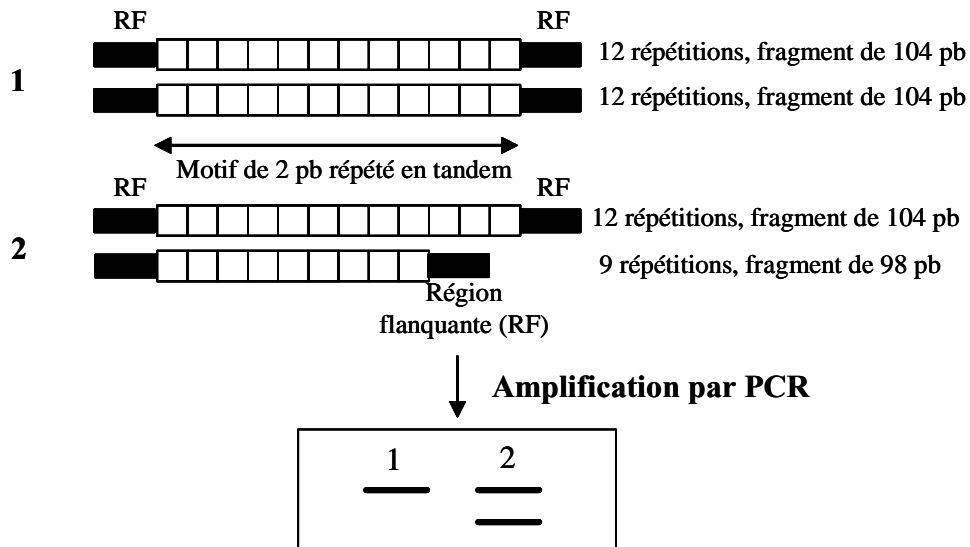 RF RF
12 répétitions, fragment de 104 pb
1
12 répétitions, fragment de 104 pb
Motif de 2 pb répété en tandem
RF RF
12 répétitions, fragment de 104 pb
2
9 répétitions, fragment de 98 pb
Région
flanquante (RF)
Amplification par PCR
1 2